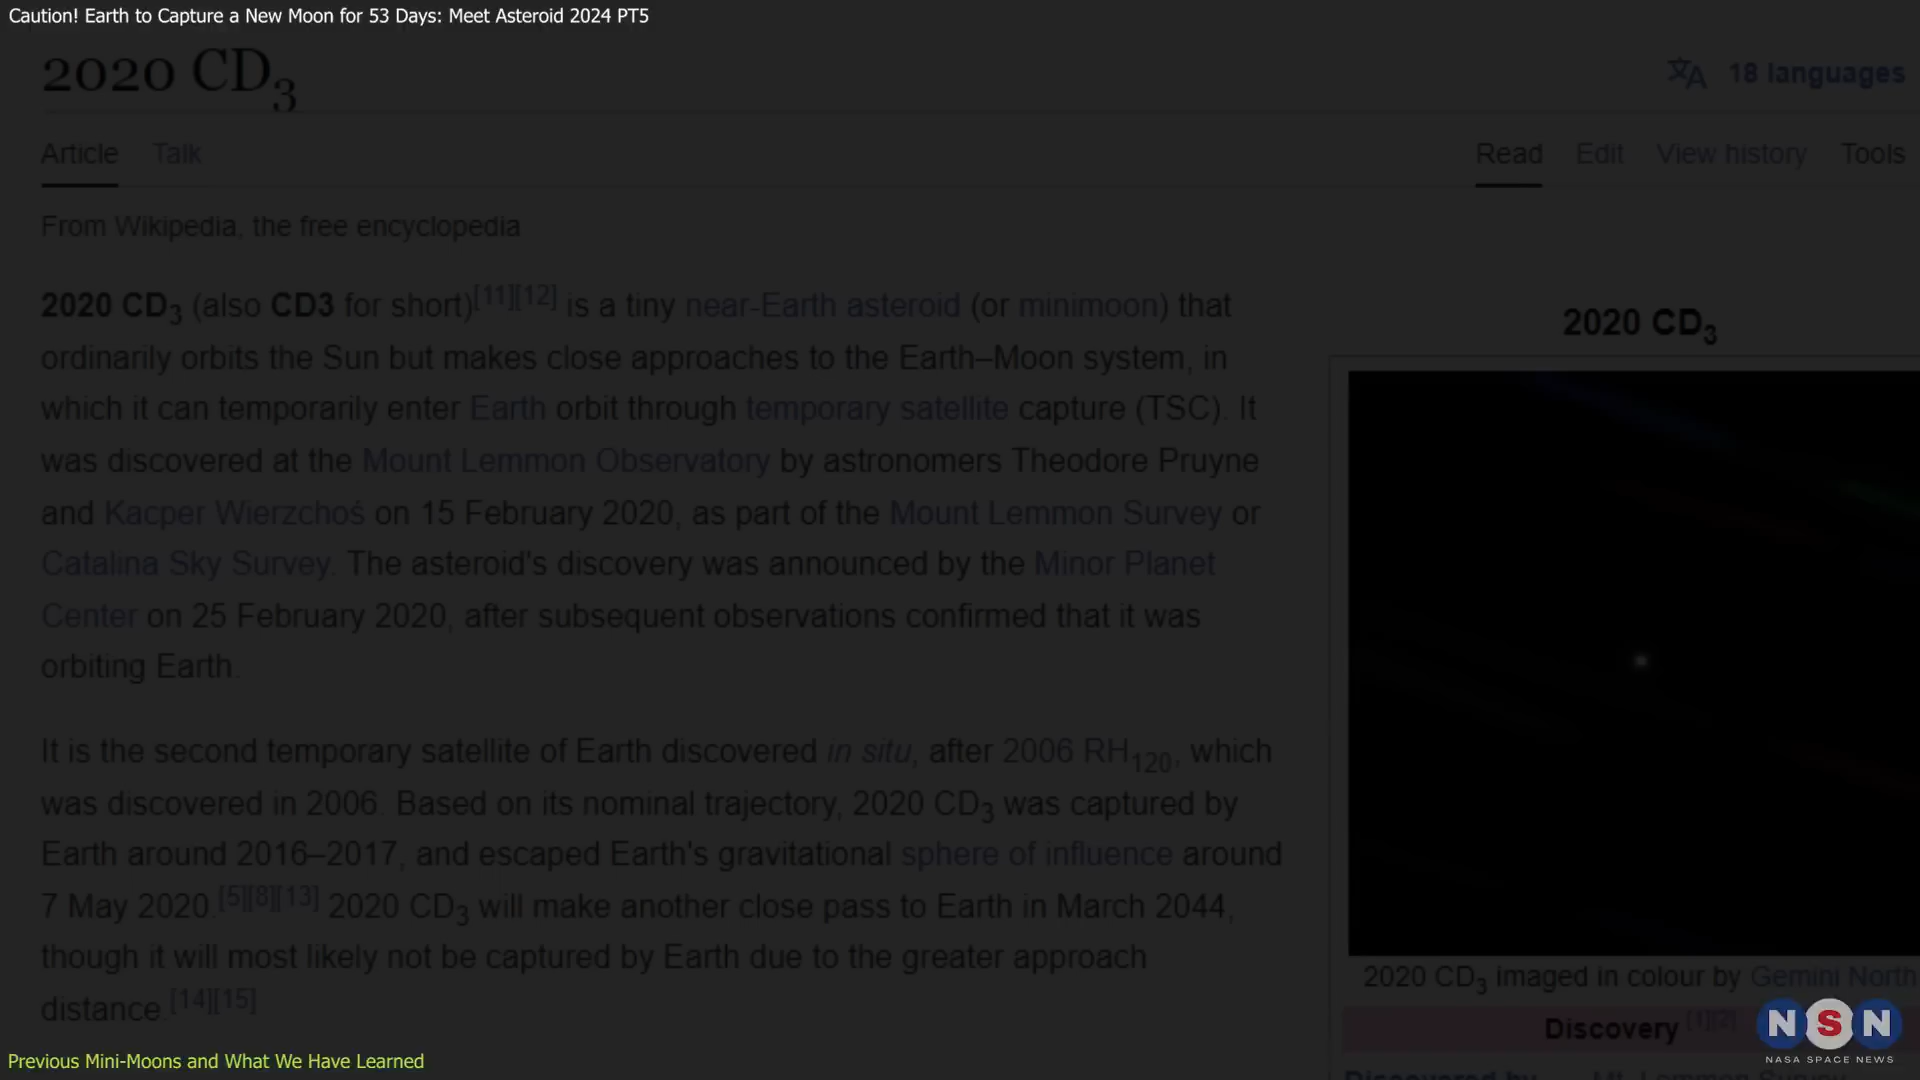 Caution! Earth to Capture a New Moon for 53 Days: Meet Asteroid 2024 PT5
2020 CD3
18 languages
Article Talk
Read Edit View history Tools
From Wikipedia, the free encyclopedia
2020 CD3 (also CD3 for short)[11][12] is a tiny near-Earth asteroid (or minimoon) that
ordinarily orbits the Sun but makes close approaches to the Earth–Moon system, in
which it can temporarily enter Earth orbit through temporary satellite capture (TSC). It
was discovered at the Mount Lemmon Observatory by astronomers Theodore Pruyne
and Kacper Wierzchoś on 15 February 2020, as part of the Mount Lemmon Survey or
Catalina Sky Survey. The asteroid's discovery was announced by the Minor Planet
Center on 25 February 2020, after subsequent observations confirmed that it was
orbiting Earth.
It is the second temporary satellite of Earth discovered in situ, after 2006 RH120, which
was discovered in 2006. Based on its nominal trajectory, 2020 CD3 was captured by
Earth around 2016–2017, and escaped Earth's gravitational sphere of influence around
7 May 2020.[5][8][13] 2020 CD3 will make another close pass to Earth in March 2044,
though it will most likely not be captured by Earth due to the greater approach
distance.[14][15]
2020 CD3
2020 CD3 imaged in colour by Gemini North
Discovery [1][2]
Discovered by Mt. Lemmon Survey
NSN
NASA SPACE NEWS
Previous Mini-Moons and What We Have Learned